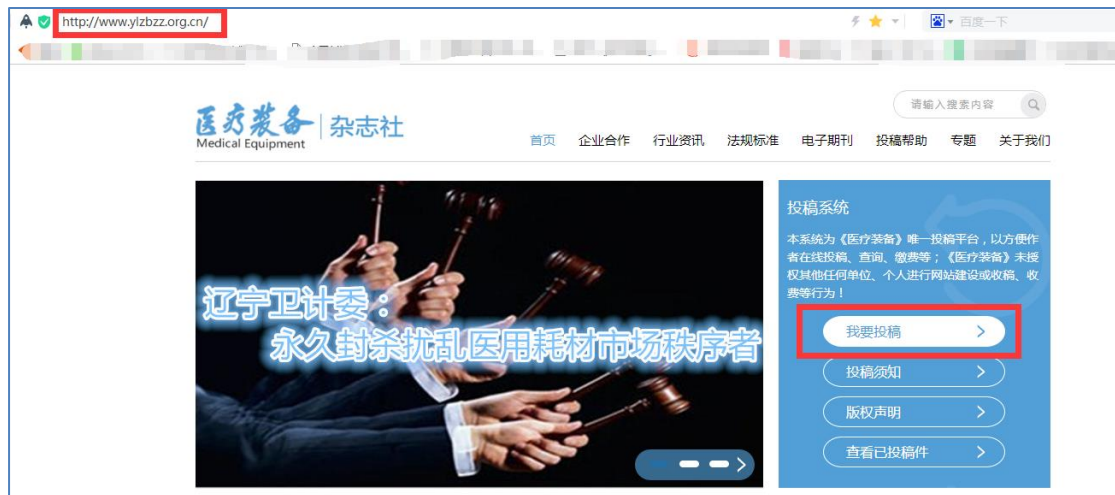 http://www.ylzbzz.org.cn/
百度一下
请输入搜索内容
医疗装备 杂志社
Medical Equipment
首页 企业合作 行业资讯 法规标准 电子期刊 投稿帮助 专题 关于我们
投稿系统
本系统为《医疗装备》唯一投稿平台，以方便作
者在线投稿、查询、缴费等；《医疗装备》未授
权其他任何单位、个人进行网站建设或收稿、收
费等行为！
辽宁卫计委：
永久封杀扰乱医用耗材市场秩序者
我要投稿
投稿须知
版权声明
查看已投稿件